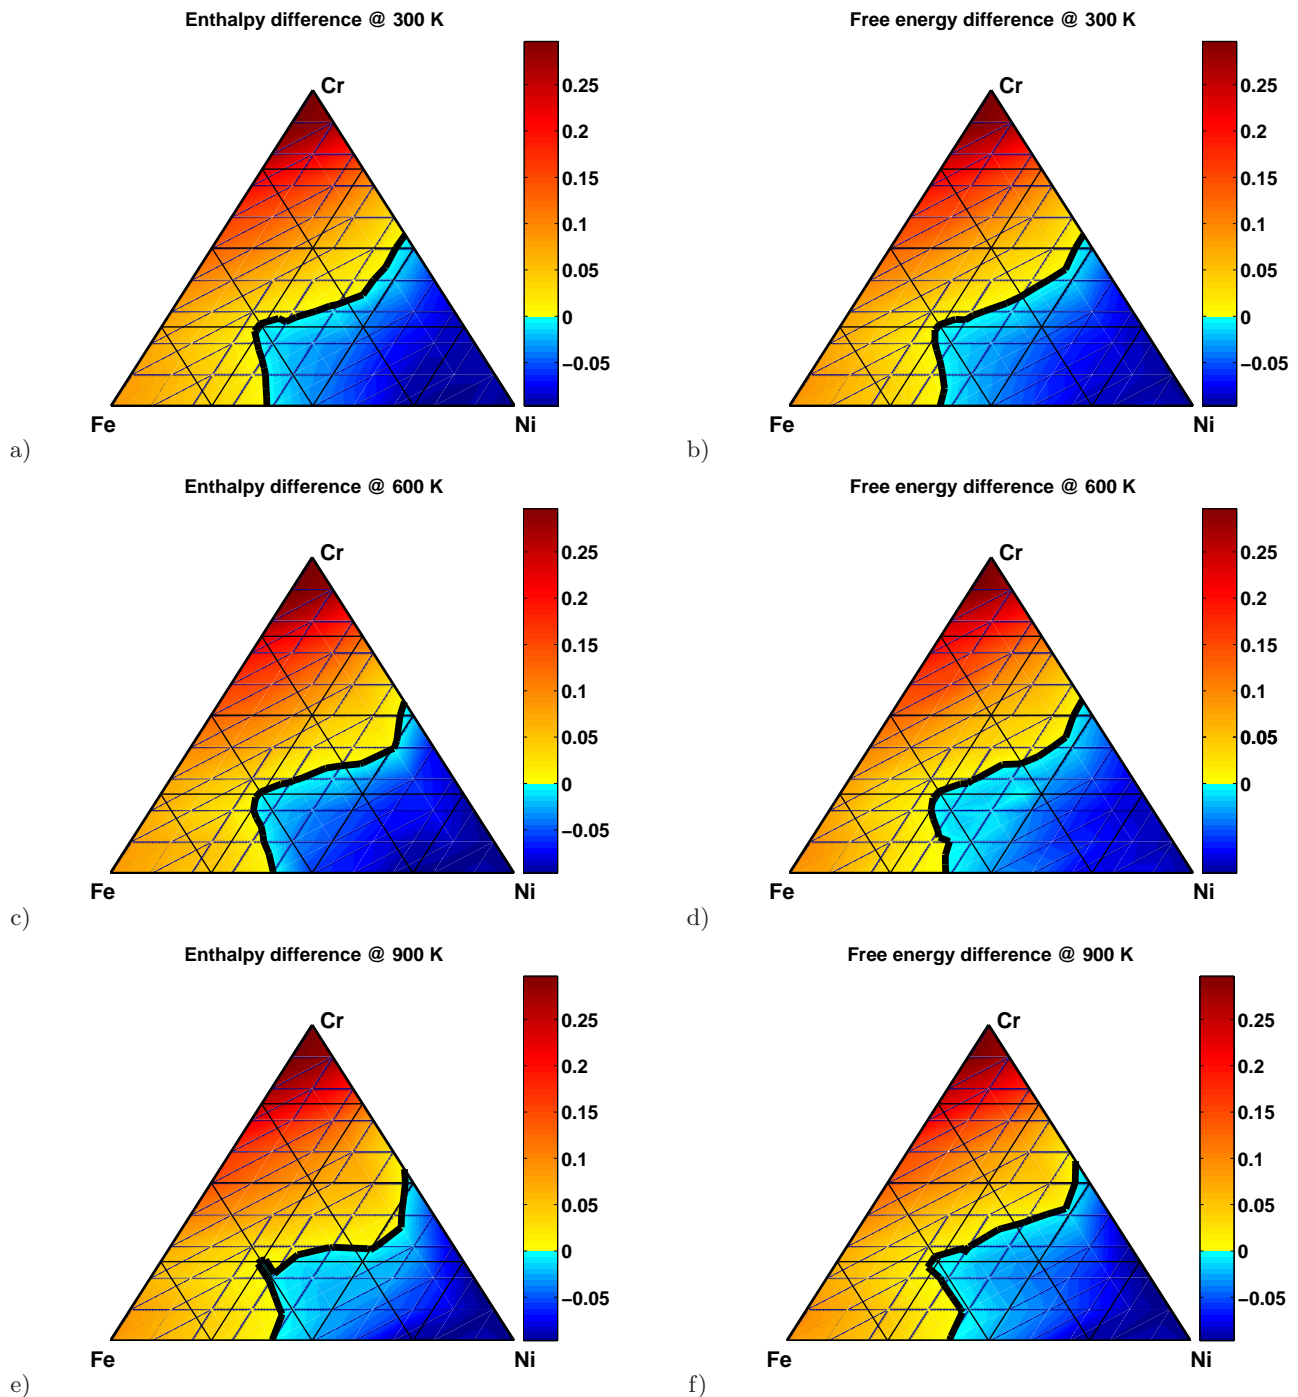 Enthalpy difference @ 300 K
Cr
0.25
0.2
0.15
0.1
0.05
0
−0.05
Fe
Ni
a)
Free energy difference @ 300 K
Cr
0.25
0.2
0.15
0.1
0.05
0
−0.05
Fe
Ni
b)
Enthalpy difference @ 600 K
Cr
0.25
0.2
0.15
0.1
0.05
0
−0.05
Fe
Ni
c)
Free energy difference @ 600 K
Cr
0.25
0.2
0.15
0.1
0.05
0
Fe
Ni
d)
Enthalpy difference @ 900 K
Cr
0.25
0.2
0.15
0.1
0.05
0
−0.05
Fe
Ni
e)
Free energy difference @ 900 K
Cr
0.25
0.2
0.15
0.1
0.05
0
−0.05
Fe
Ni
f)